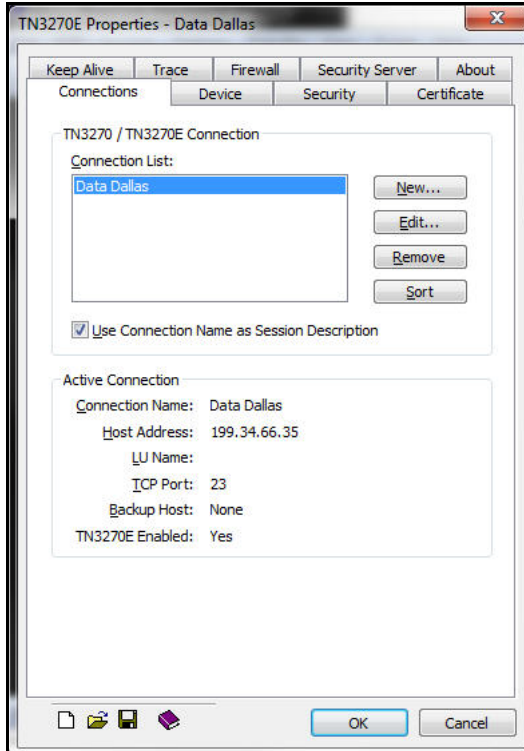 TN3270E Properties - Data Dallas
Keep Alive Trace Firewall Security Server About
Connections Device Security Certificate
TN3270 / TN3270E Connection
Connection List:
Data Dallas
New...
Edit...
Remove
Sort
Use Connection Name as Session Description
Active Connection
Connection Name: Data Dallas
Host Address: 199.34.66.35
LU Name:
TCP Port: 23
Backup Host: None
TN3270E Enabled: Yes
OK Cancel